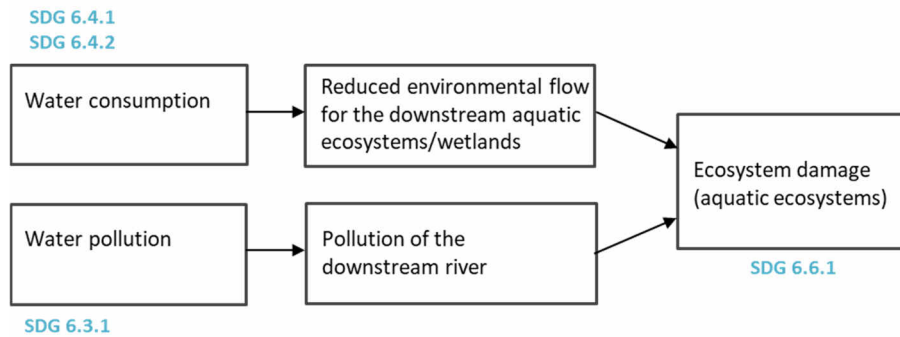 SDG 6.4.1
SDG 6.4.2
Water consumption
Reduced environmental flow
for the downstream aquatic
ecosystems/wetlands
Ecosystem damage
(aquatic ecosystems)
Water pollution
Pollution of the
downstream river
SDG 6.6.1
SDG 6.3.1